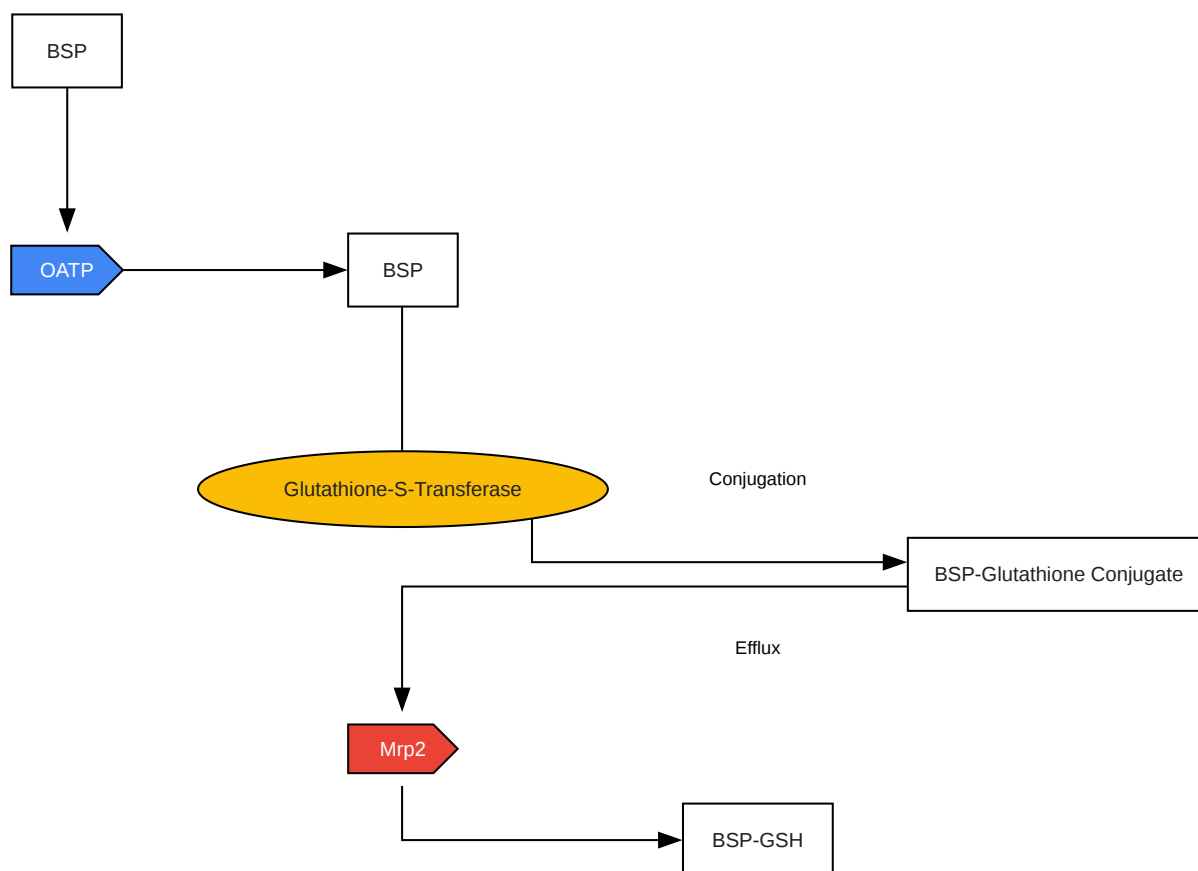 BSP
OATP
BSP
Glutathione-S-Transferase
Conjugation
BSP-Glutathione Conjugate
Efflux
Mrp2
BSP-GSH